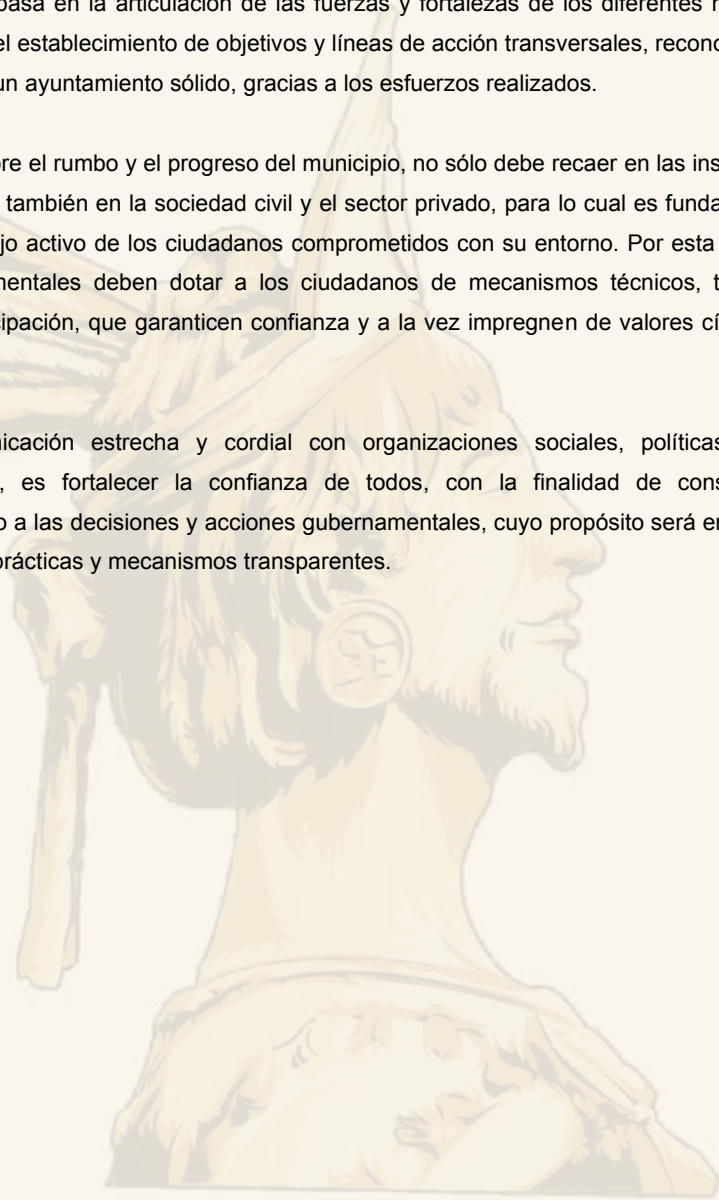 basa en la articulación de las fuerzas y fortalezas de los diferentes
el establecimiento de objetivos y líneas de acción transversales, recono
un ayuntamiento sólido, gracias a los esfuerzos realizados.
re el rumbo y el progreso del municipio, no sólo debe recaer en las ins
también en la sociedad civil y el sector privado, para lo cual es funda
jo activo de los ciudadanos comprometidos con su entorno. Por esta
mentales deben dotar a los ciudadanos de mecanismos técnicos, t
cipación, que garanticen confianza y a la vez impregnen de valores cí
nicación estrecha y cordial con organizaciones sociales, políticas
, es fortalecer la confianza de todos, con la finalidad de cons
o a las decisiones y acciones gubernamentales, cuyo propósito será en
prácticas y mecanismos transparentes.